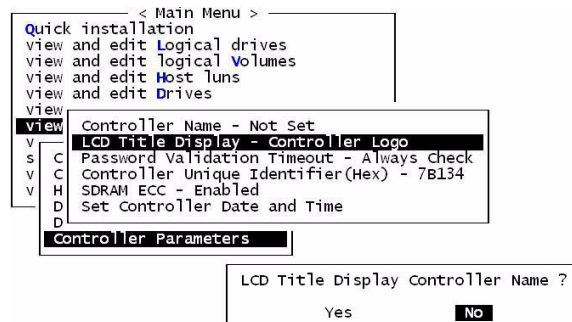 < Main Menu >
Quick installation
view and edit Logical drives
view and edit logical Volumes
view and edit Host luns
view and edit Drives
view
view
v
s
v
v
C
C
H
D
D
Controller Name - Not Set
LCD Title Display - Controller Logo
Password Validation Timeout - Always Check
Controller Unique Identifier(Hex) - 7B134
SDRAM ECC - Enabled
Set Controller Date and Time
Controller Parameters
LCD Title Display Controller Name ?
Yes No